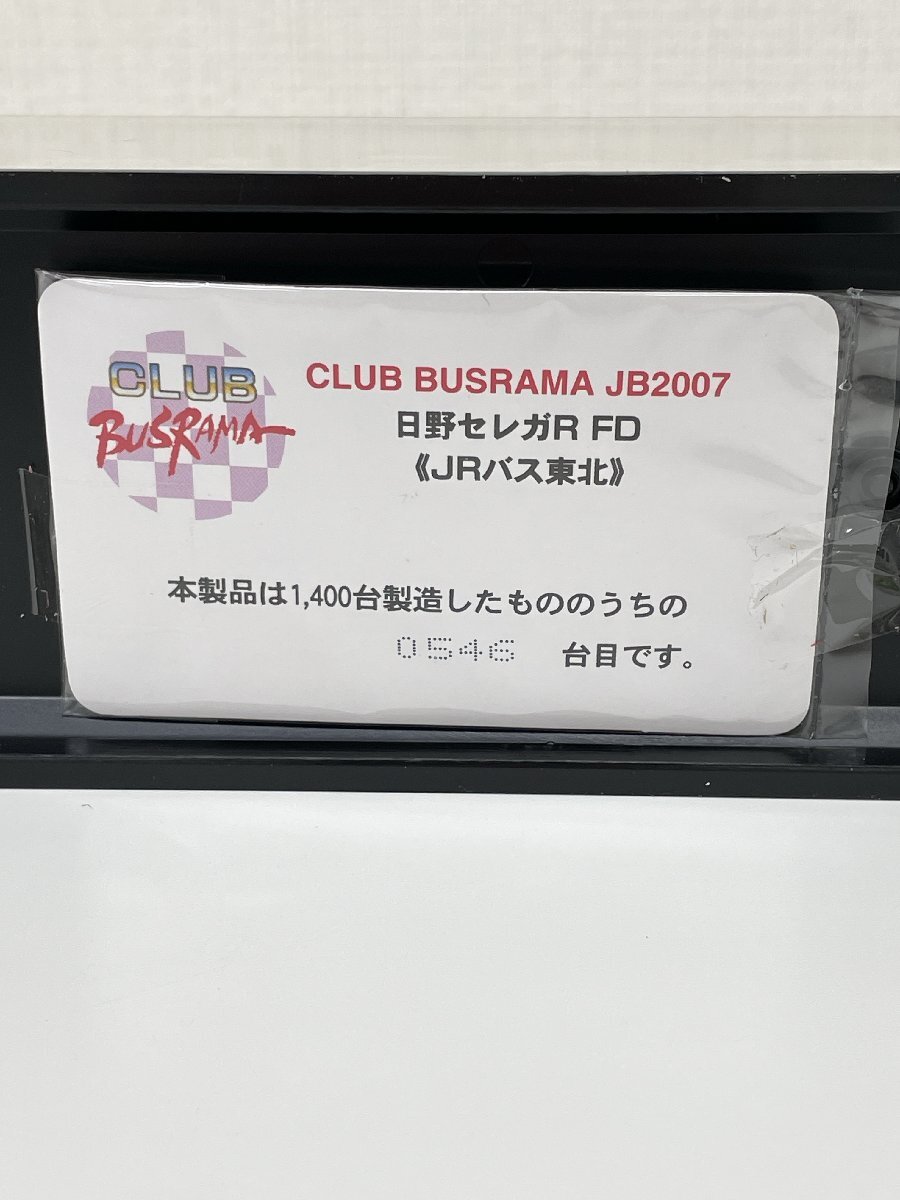 CLUB
BUSRAMA
CLUB BUSRAMA JB2007
日野セレガR FD
《JRバス東北》
本製品は1,400台製造したもののうちの
0546 台目です。